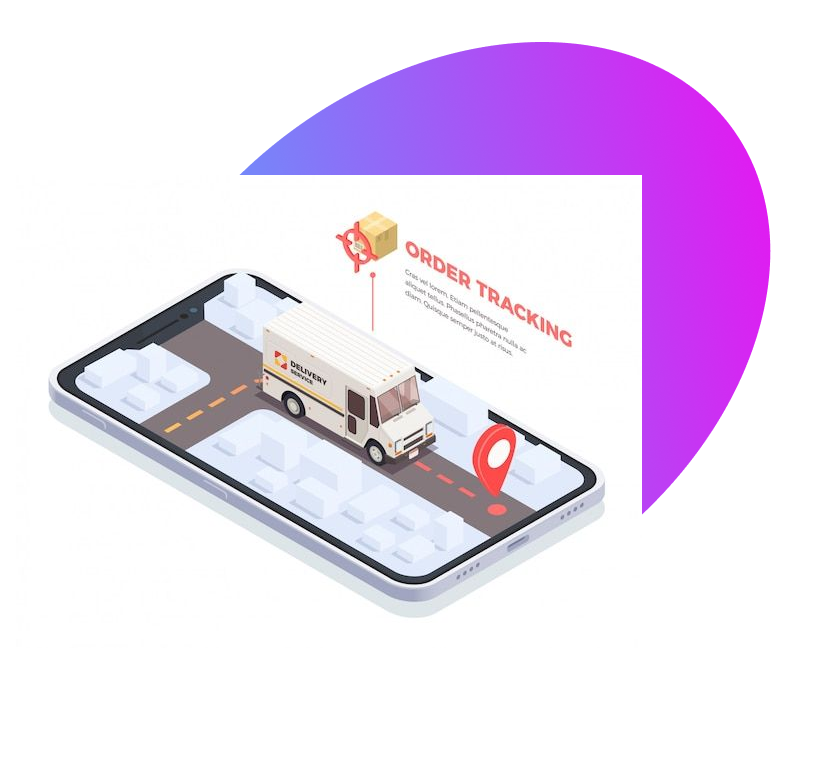 ORDER TRACKING
Cras vel lorem. Etiam pellentesque
aliquet tellus. Phasellus pharetra nulla ac
diam. Quisque semper justo at risus.
DELIVERY
SERVICE